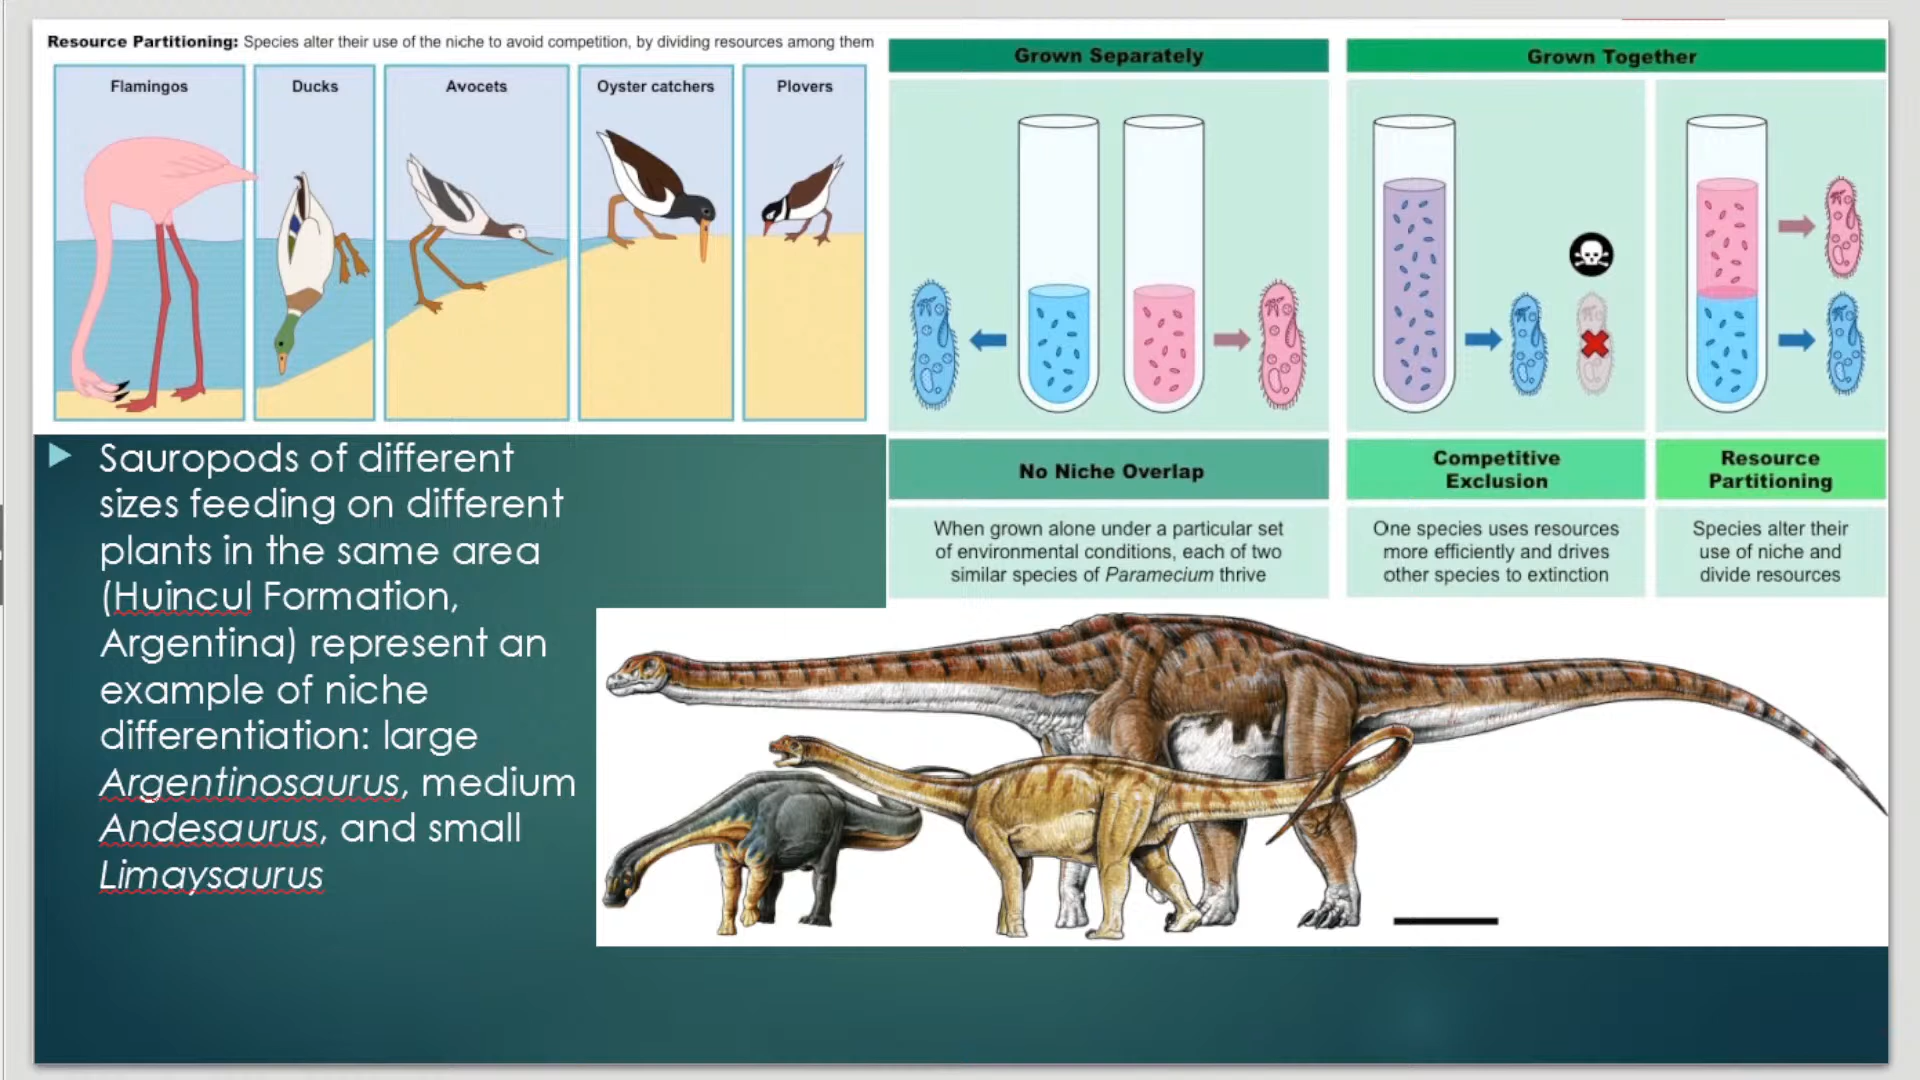 Resource Partitioning: Species alter their use of the niche to avoid competition, by dividing resources among them
Flamingos
Ducks
Avocets
Oyster catchers
Plovers
Grown Separately
Grown Together
No Niche Overlap
When grown alone under a particular set
of environmental conditions, each of two
similar species of Paramecium thrive
Competitive
Exclusion
One species uses resources
more efficiently and drives
other species to extinction
Resource
Partitioning
Species alter their
use of niche and
divide resources
Sauropods of different
sizes feeding on different
plants in the same area
(Huincul Formation,
Argentina) represent an
example of niche
differentiation: large
Argentinosaurus, medium
Andesaurus, and small
Limaysaurus